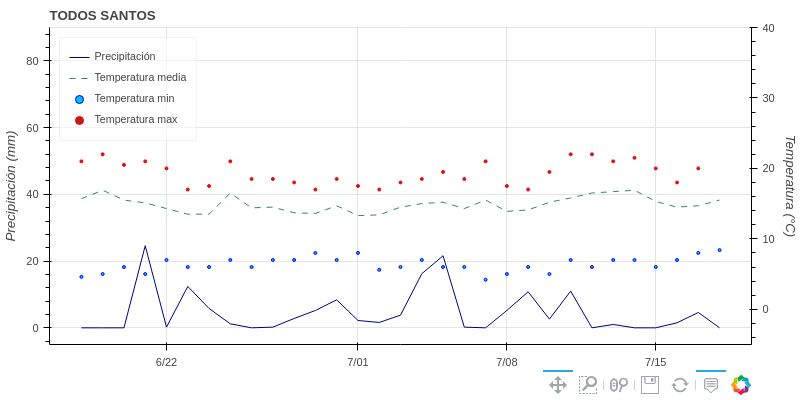 TODOS SANTOS
Precipitación
Temperatura media
Temperatura min
Temperatura max
Precipitación (mm)
80
60
40
20
0
Temperatura (°C)
40
30
20
10
0
6/22
7/01
7/08
7/15